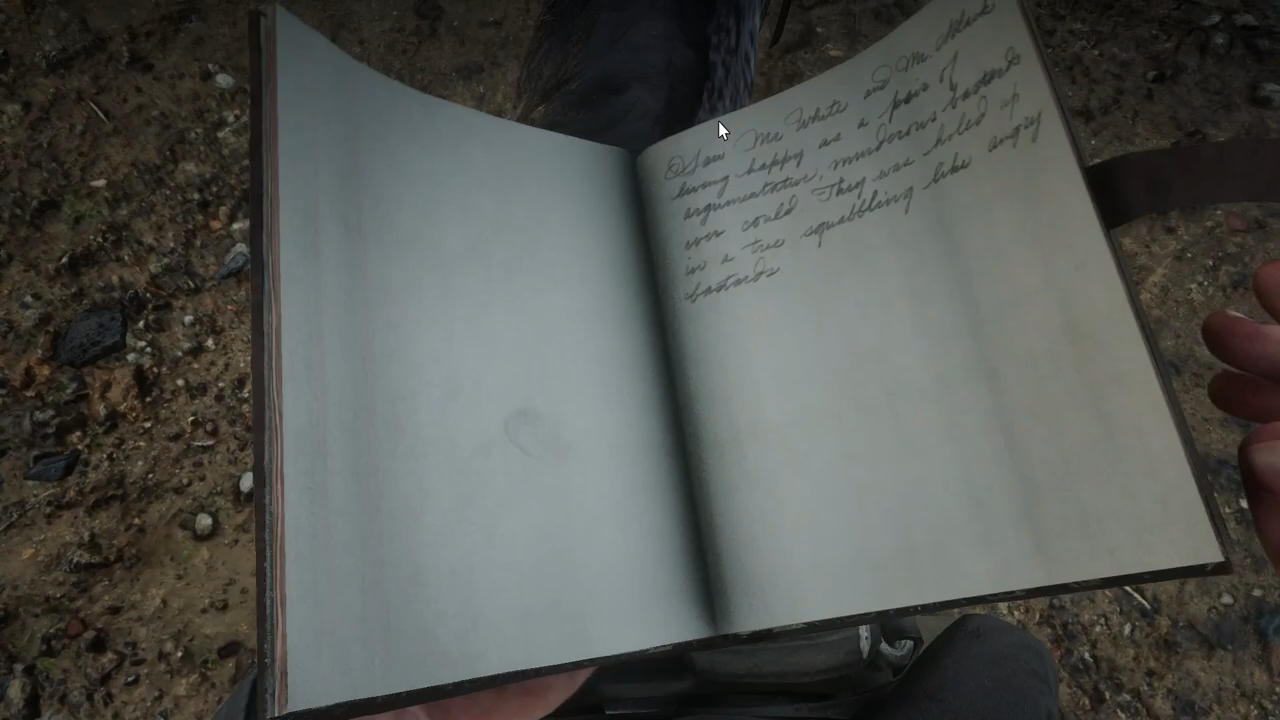 Saw Mr White and Mr. Black
living happy as a pair of
argumentative, murderous bastards
ever could. They was holed up
in a tree squabbling like angry
bastards